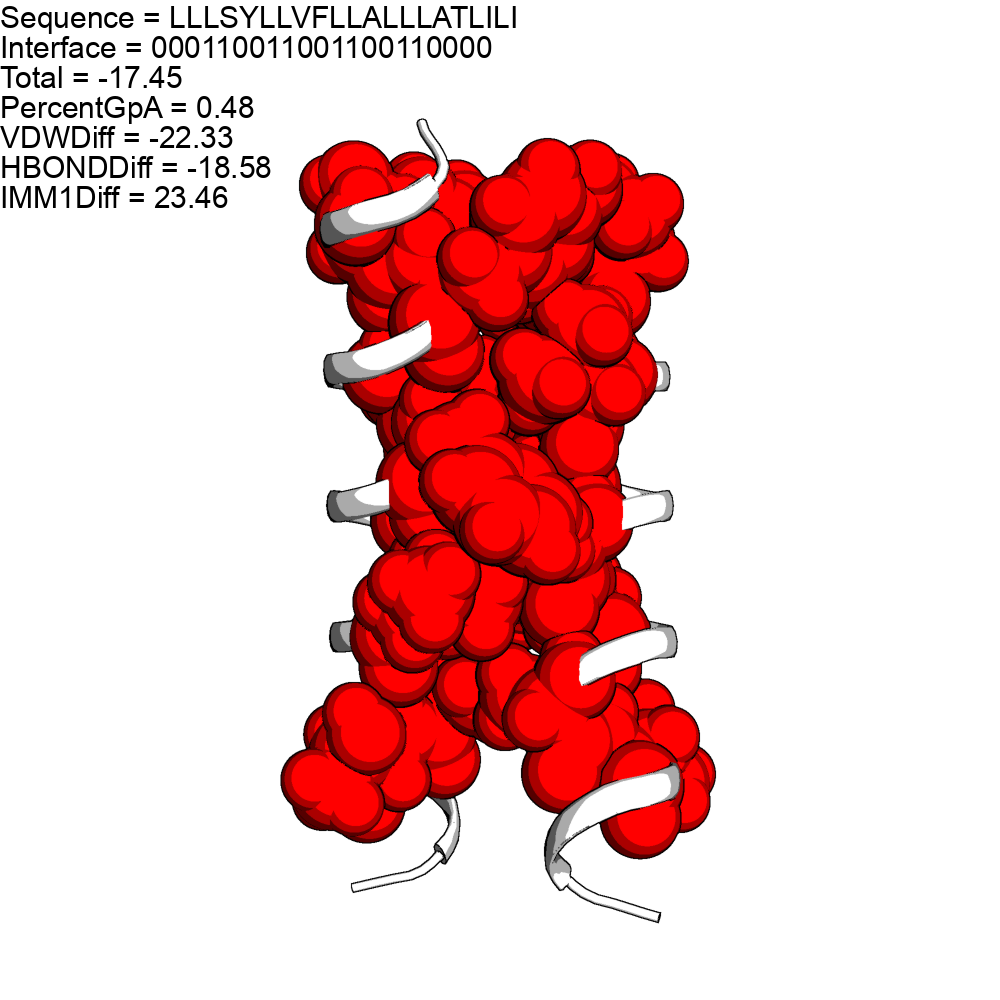 Sequence = LLLSYLLVFLLALLLATLILI
Interface = 000110011001100110000
Total = -17.45
PercentGpA = 0.48
VDWDiff = -22.33
HBONDDiff = -18.58
IMM1Diff = 23.46